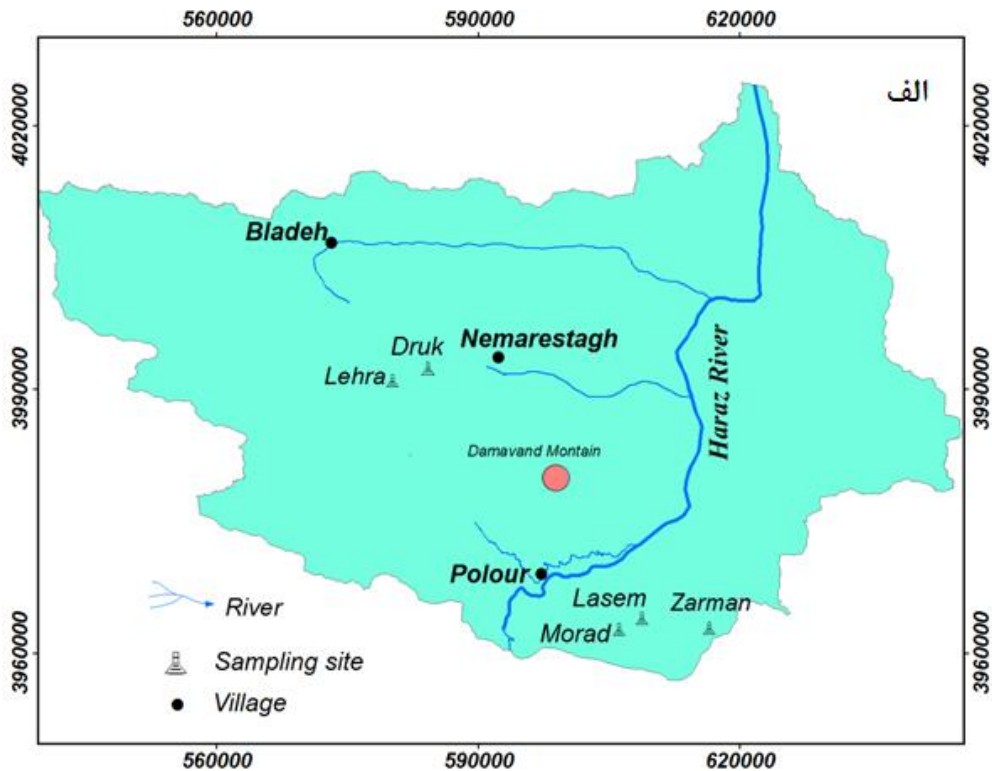 560000 590000 620000
الف
4020000 4020000
Bladeh
Nemarestagh
Druk
Lehra
3990000 3990000
Haraz River
Damavand Montain
Polour
Lasem
Zarman
Morad
River
Sampling site
Village
3960000 3960000
560000 590000 620000